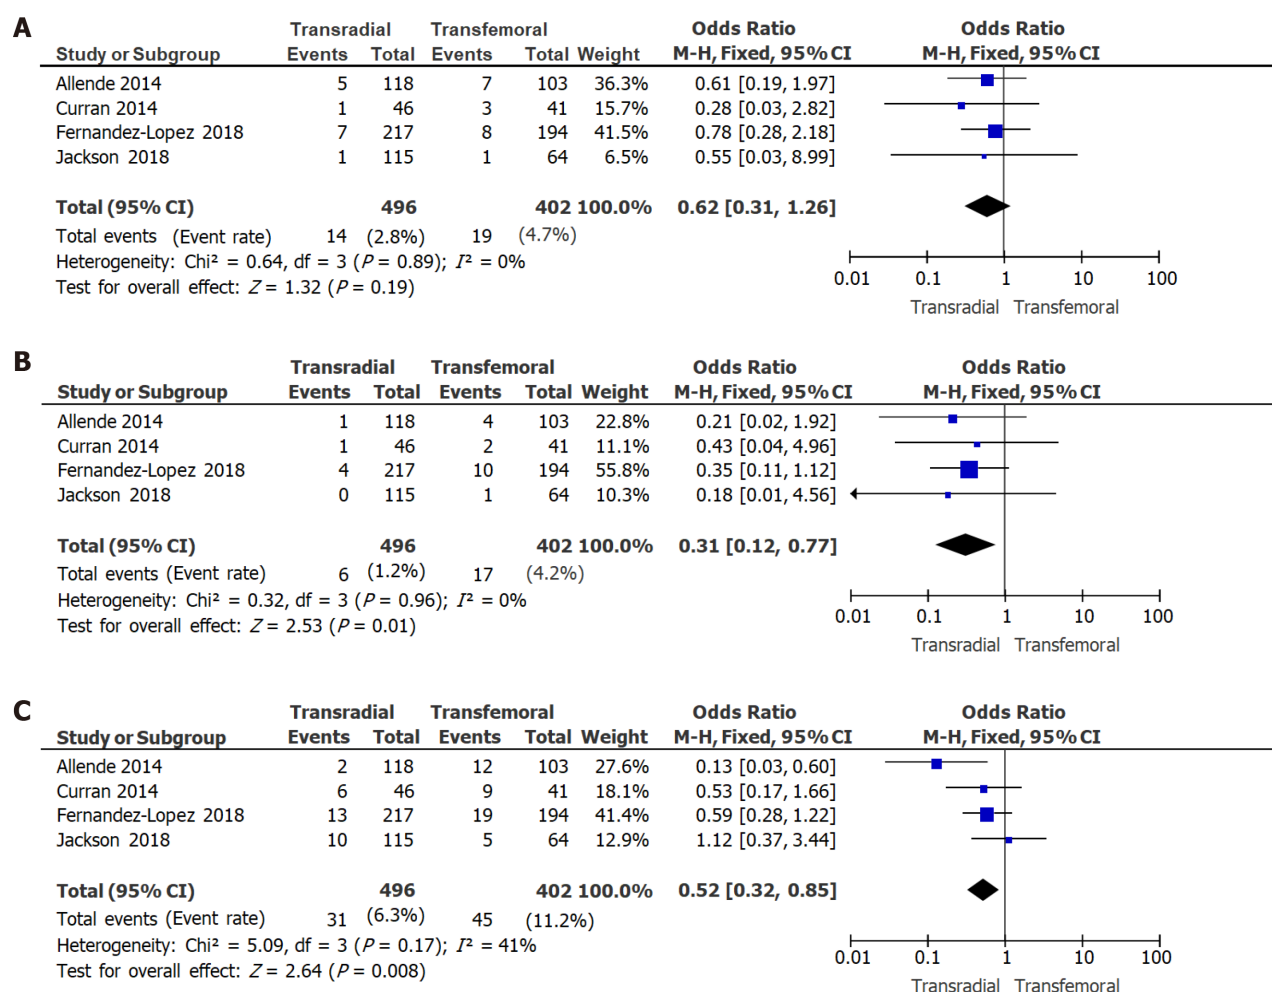 A
Transradial Transfemoral Odds Ratio Odds Ratio
Study or Subgroup Events Total Events Total Weight M-H, Fixed, 95% CI M-H, Fixed, 95% CI
Allende 2014 5 118 7 103 36.3% 0.61 [0.19, 1.97]
Curran 2014 1 46 3 41 15.7% 0.28 [0.03, 2.82]
Fernandez-Lopez 2018 7 217 8 194 41.5% 0.78 [0.28, 2.18]
Jackson 2018 1 115 1 64 6.5% 0.55 [0.03, 8.99]
Total (95% CI) 496 402 100.0% 0.62 [0.31, 1.26]
Total events (Event rate) 14 (2.8%) 19 (4.7%)
Heterogeneity: Chi² = 0.64, df = 3 (P = 0.89); I² = 0%
Test for overall effect: Z = 1.32 (P = 0.19)
0.01 0.1 1 10 100
Transradial Transfemoral
B
Transradial Transfemoral Odds Ratio Odds Ratio
Study or Subgroup Events Total Events Total Weight M-H, Fixed, 95% CI M-H, Fixed, 95% CI
Allende 2014 1 118 4 103 22.8% 0.21 [0.02, 1.92]
Curran 2014 1 46 2 41 11.1% 0.43 [0.04, 4.96]
Fernandez-Lopez 2018 4 217 10 194 55.8% 0.35 [0.11, 1.12]
Jackson 2018 0 115 1 64 10.3% 0.18 [0.01, 4.56]
Total (95% CI) 496 402 100.0% 0.31 [0.12, 0.77]
Total events (Event rate) 6 (1.2%) 17 (4.2%)
Heterogeneity: Chi² = 0.32, df = 3 (P = 0.96); I² = 0%
Test for overall effect: Z = 2.53 (P = 0.01)
0.01 0.1 1 10 100
Transradial Transfemoral
C
Transradial Transfemoral Odds Ratio Odds Ratio
Study or Subgroup Events Total Events Total Weight M-H, Fixed, 95% CI M-H, Fixed, 95% CI
Allende 2014 2 118 12 103 27.6% 0.13 [0.03, 0.60]
Curran 2014 6 46 9 41 18.1% 0.53 [0.17, 1.66]
Fernandez-Lopez 2018 13 217 19 194 41.4% 0.59 [0.28, 1.22]
Jackson 2018 10 115 5 64 12.9% 1.12 [0.37, 3.44]
Total (95% CI) 496 402 100.0% 0.52 [0.32, 0.85]
Total events (Event rate) 31 (6.3%) 45 (11.2%)
Heterogeneity: Chi² = 5.09, df = 3 (P = 0.17); I² = 41%
Test for overall effect: Z = 2.64 (P = 0.008)
0.01 0.1 1 10 100
Transradial Transfemoral